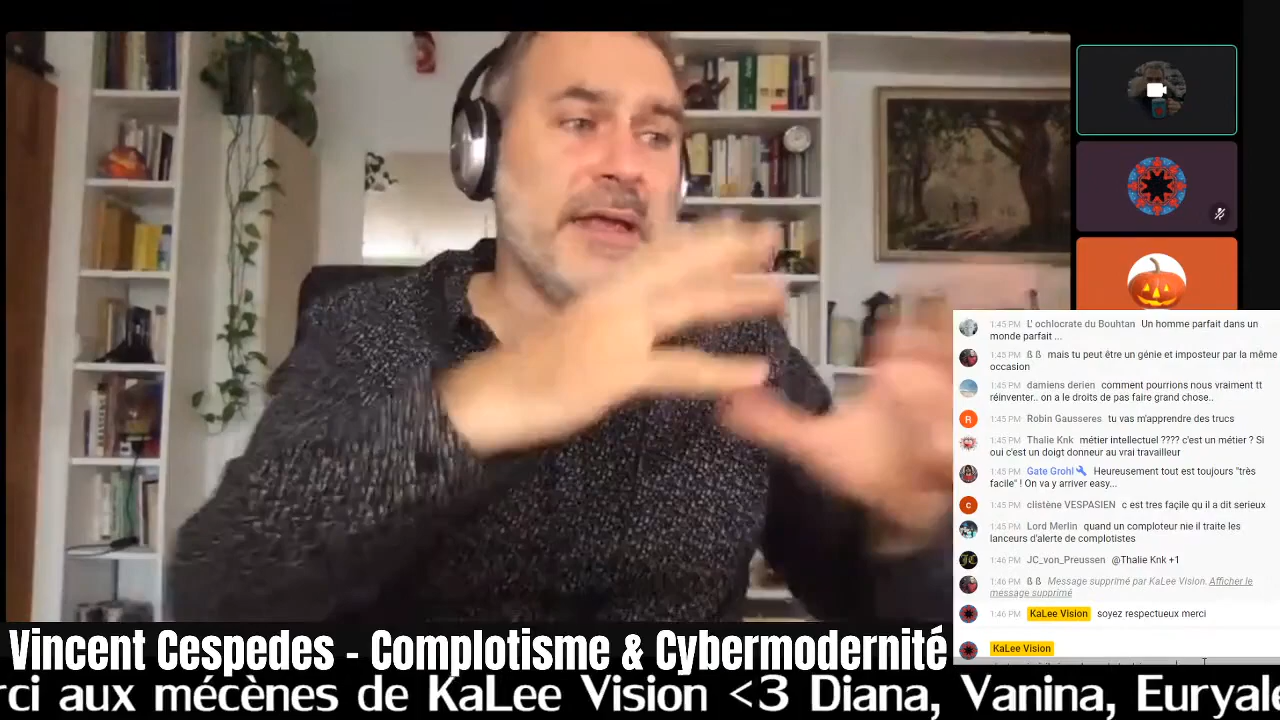 1:45 PM L' ochlocrate du Bouhtan Un homme parfait dans un
monde parfait ...
1:45 PM ß ß mais tu peut être un génie et imposteur par la même
occasion
1:45 PM damiens derien comment pourrions nous vraiment tt
réinventer.. on a le droits de pas faire grand chose..
R 1:45 PM Robin Gausseres tu vas m'apprendre des trucs
1:45 PM Thalie Knk métier intellectuel ???? c'est un métier ? Si
oui c'est un doigt donneur au vrai travailleur
1:45 PM Gate Grohl Heureusement tout est toujours "très
facile" ! On va y arriver easy...
c 1:45 PM clistène VESPASIEN c est tres façile qu il a dit serieux
1:45 PM Lord Merlin quand un comploteur nie il traite les
lanceurs d'alerte de complotistes
1:46 PM JC_von_Preussen @Thalie Knk +1
1:46 PM ß ß Message supprimé par KaLee Vision. Afficher le
message supprimé
1:46 PM KaLee Vision soyez respectueux merci
KaLee Vision
Vincent Cespedes - Complotisme & Cybermodernité
rci aux mécènes de KaLee Vision <3 Diana, Vanina, Euryale